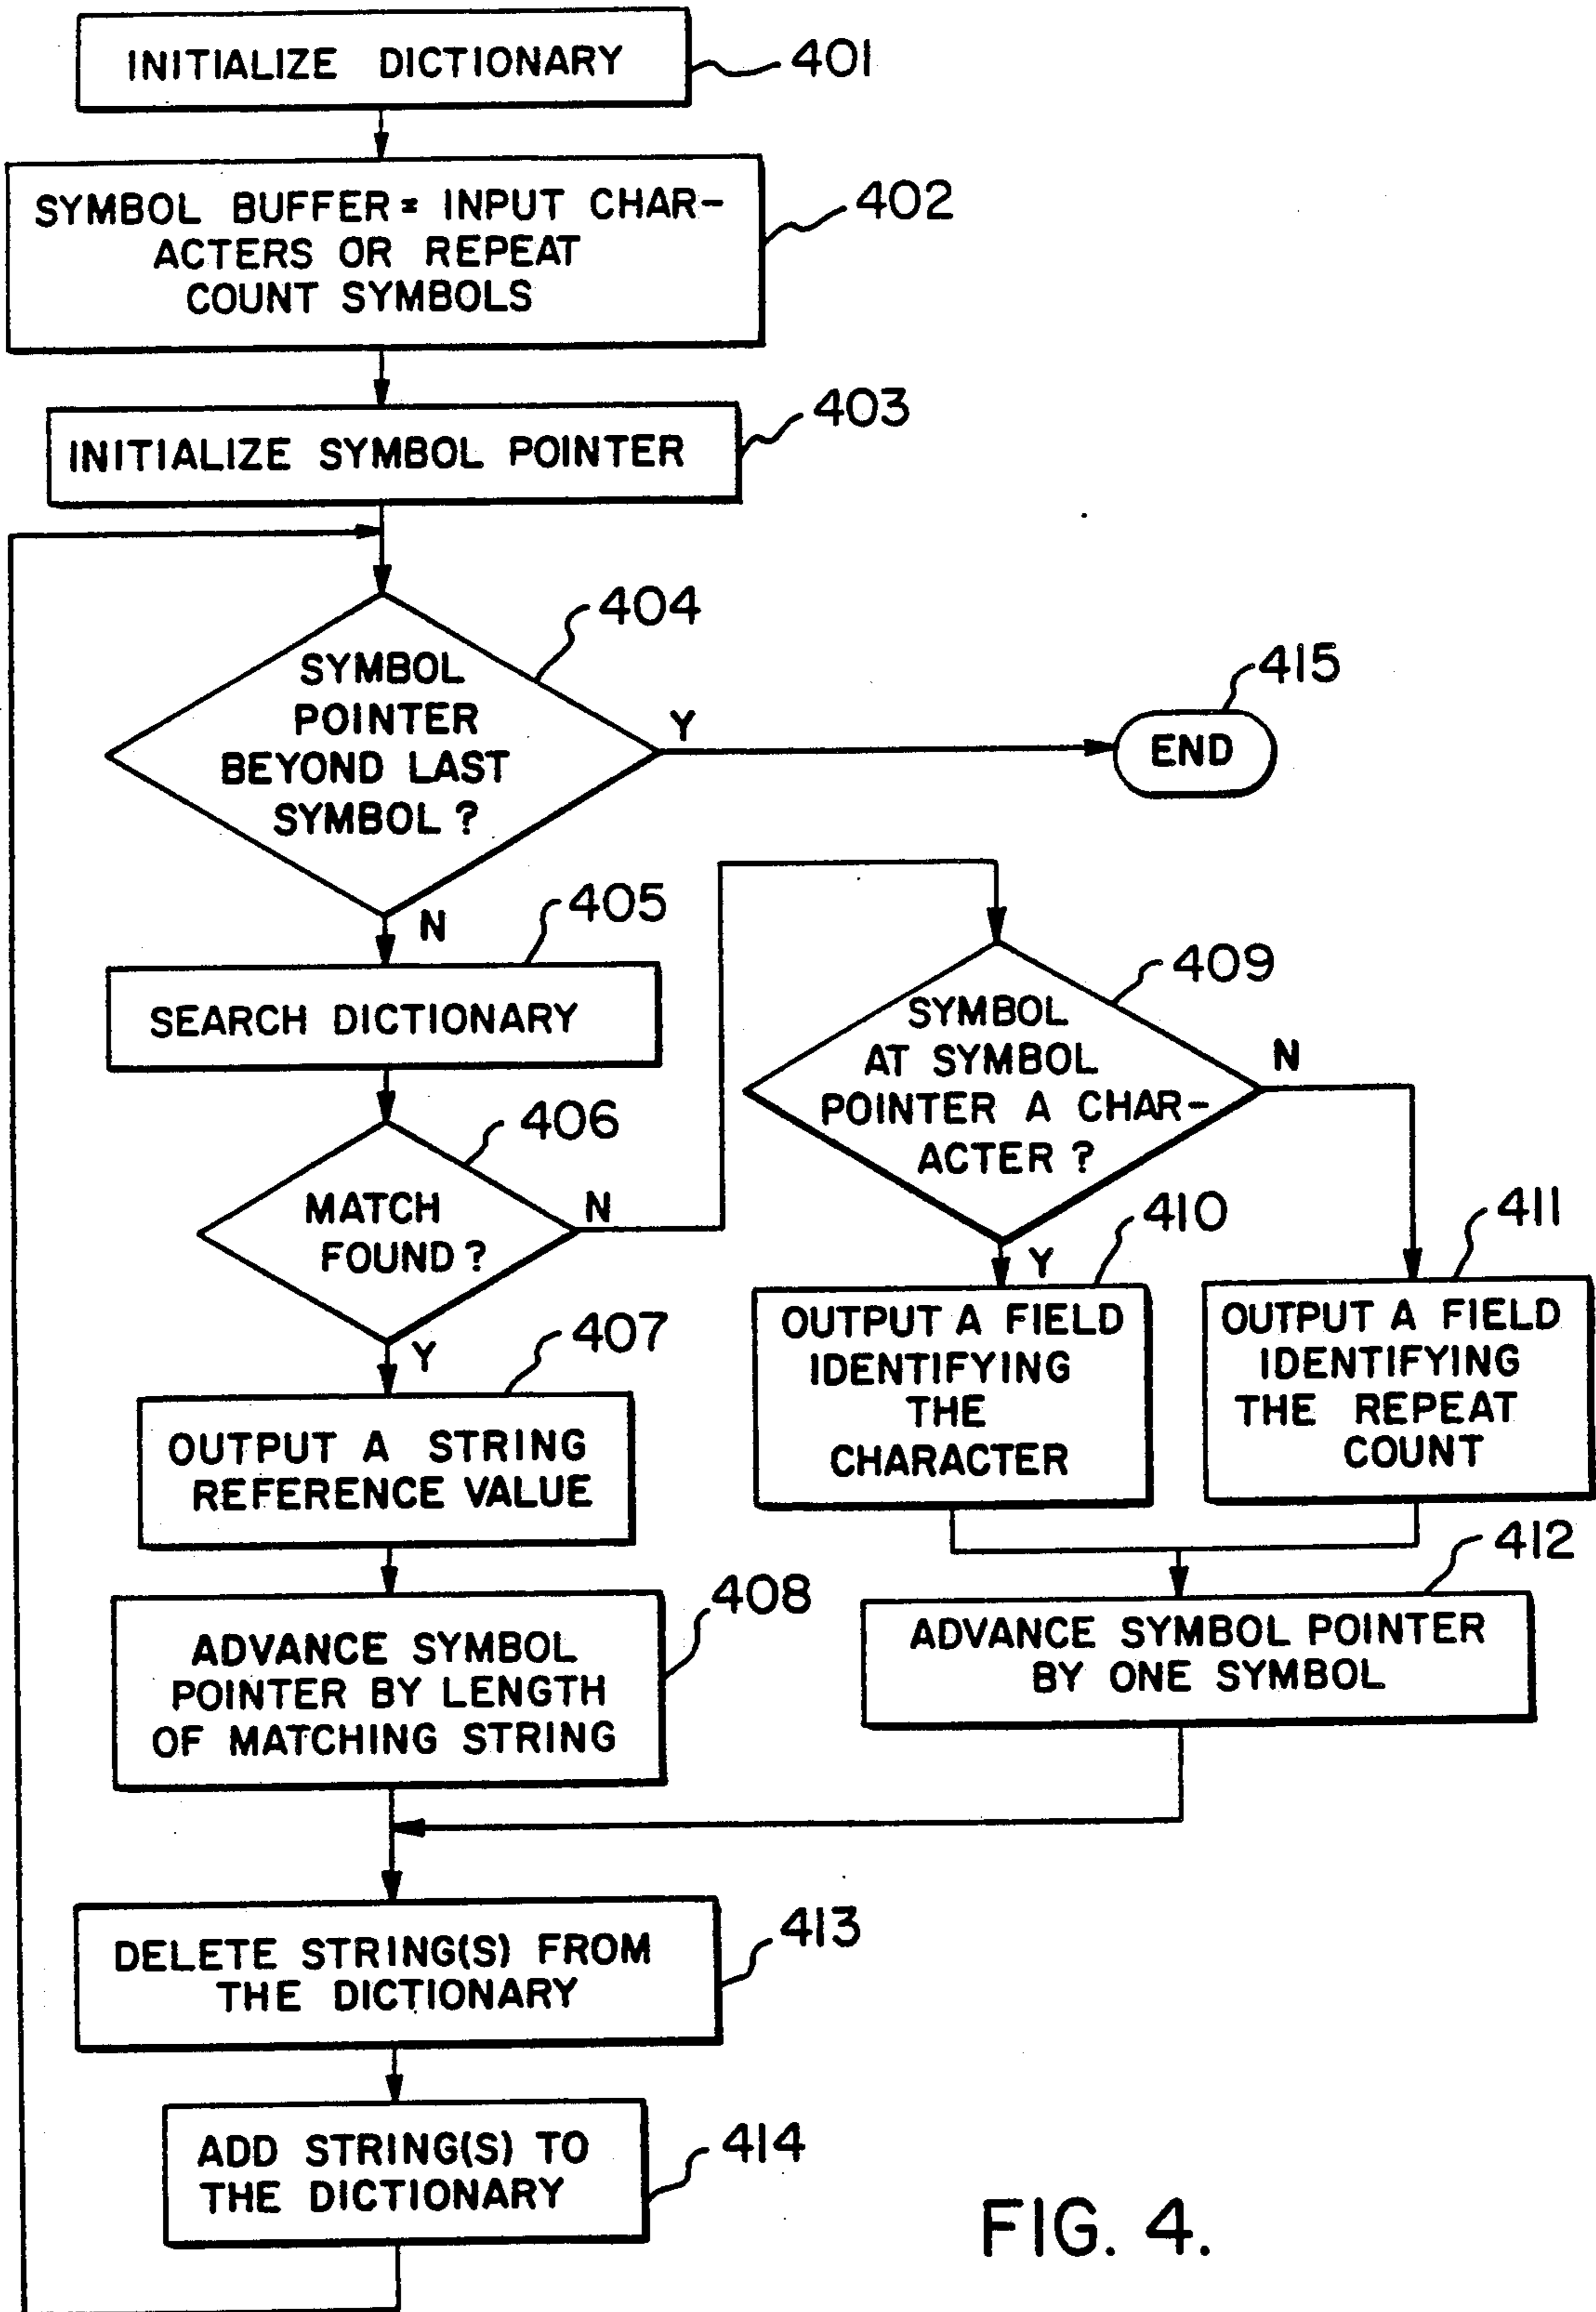 INITIALIZE DICTIONARY
401
SYMBOL BUFFER = INPUT CHAR-
ACTERS OR REPEAT
COUNT SYMBOLS
402
INITIALIZE SYMBOL POINTER
403
SYMBOL
POINTER
BEYOND LAST
SYMBOL ?
404
Y
END
415
N
SEARCH DICTIONARY
405
MATCH
FOUND ?
406
N
SYMBOL
AT SYMBOL
POINTER A CHAR-
ACTER ?
409
N
Y
Y
OUTPUT A STRING
REFERENCE VALUE
407
OUTPUT A FIELD
IDENTIFYING
THE
CHARACTER
410
OUTPUT A FIELD
IDENTIFYING
THE REPEAT
COUNT
411
ADVANCE SYMBOL
POINTER BY LENGTH
OF MATCHING STRING
408
ADVANCE SYMBOL POINTER
BY ONE SYMBOL
412
DELETE STRING(S) FROM
THE DICTIONARY
413
ADD STRING(S) TO
THE DICTIONARY
414
FIG. 4.